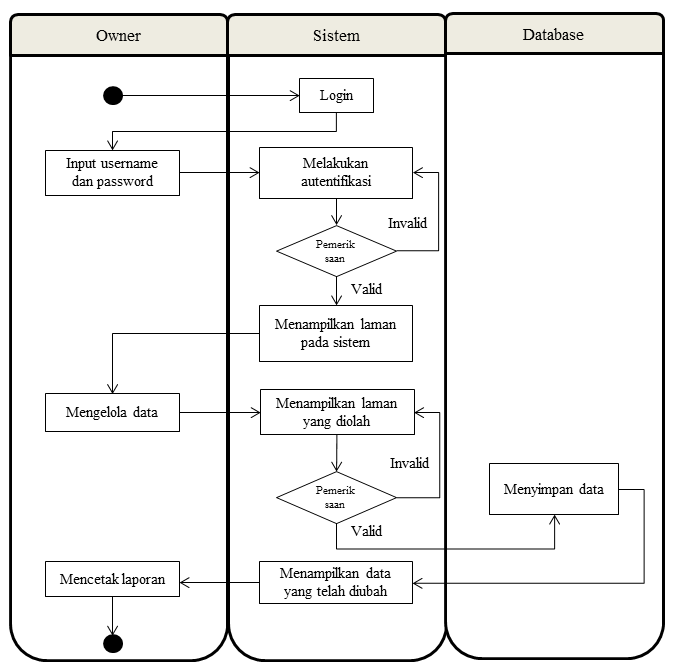 Owner
Sistem
Database
Login
Input username
dan password
Melakukan
autentifikasi
Invalid
Pemerik
saan
Valid
Menampilkan laman
pada sistem
Mengelola data
Menampilkan laman
yang diolah
Invalid
Pemerik
saan
Menyimpan data
Valid
Mencetak laporan
Menampilkan data
yang telah diubah